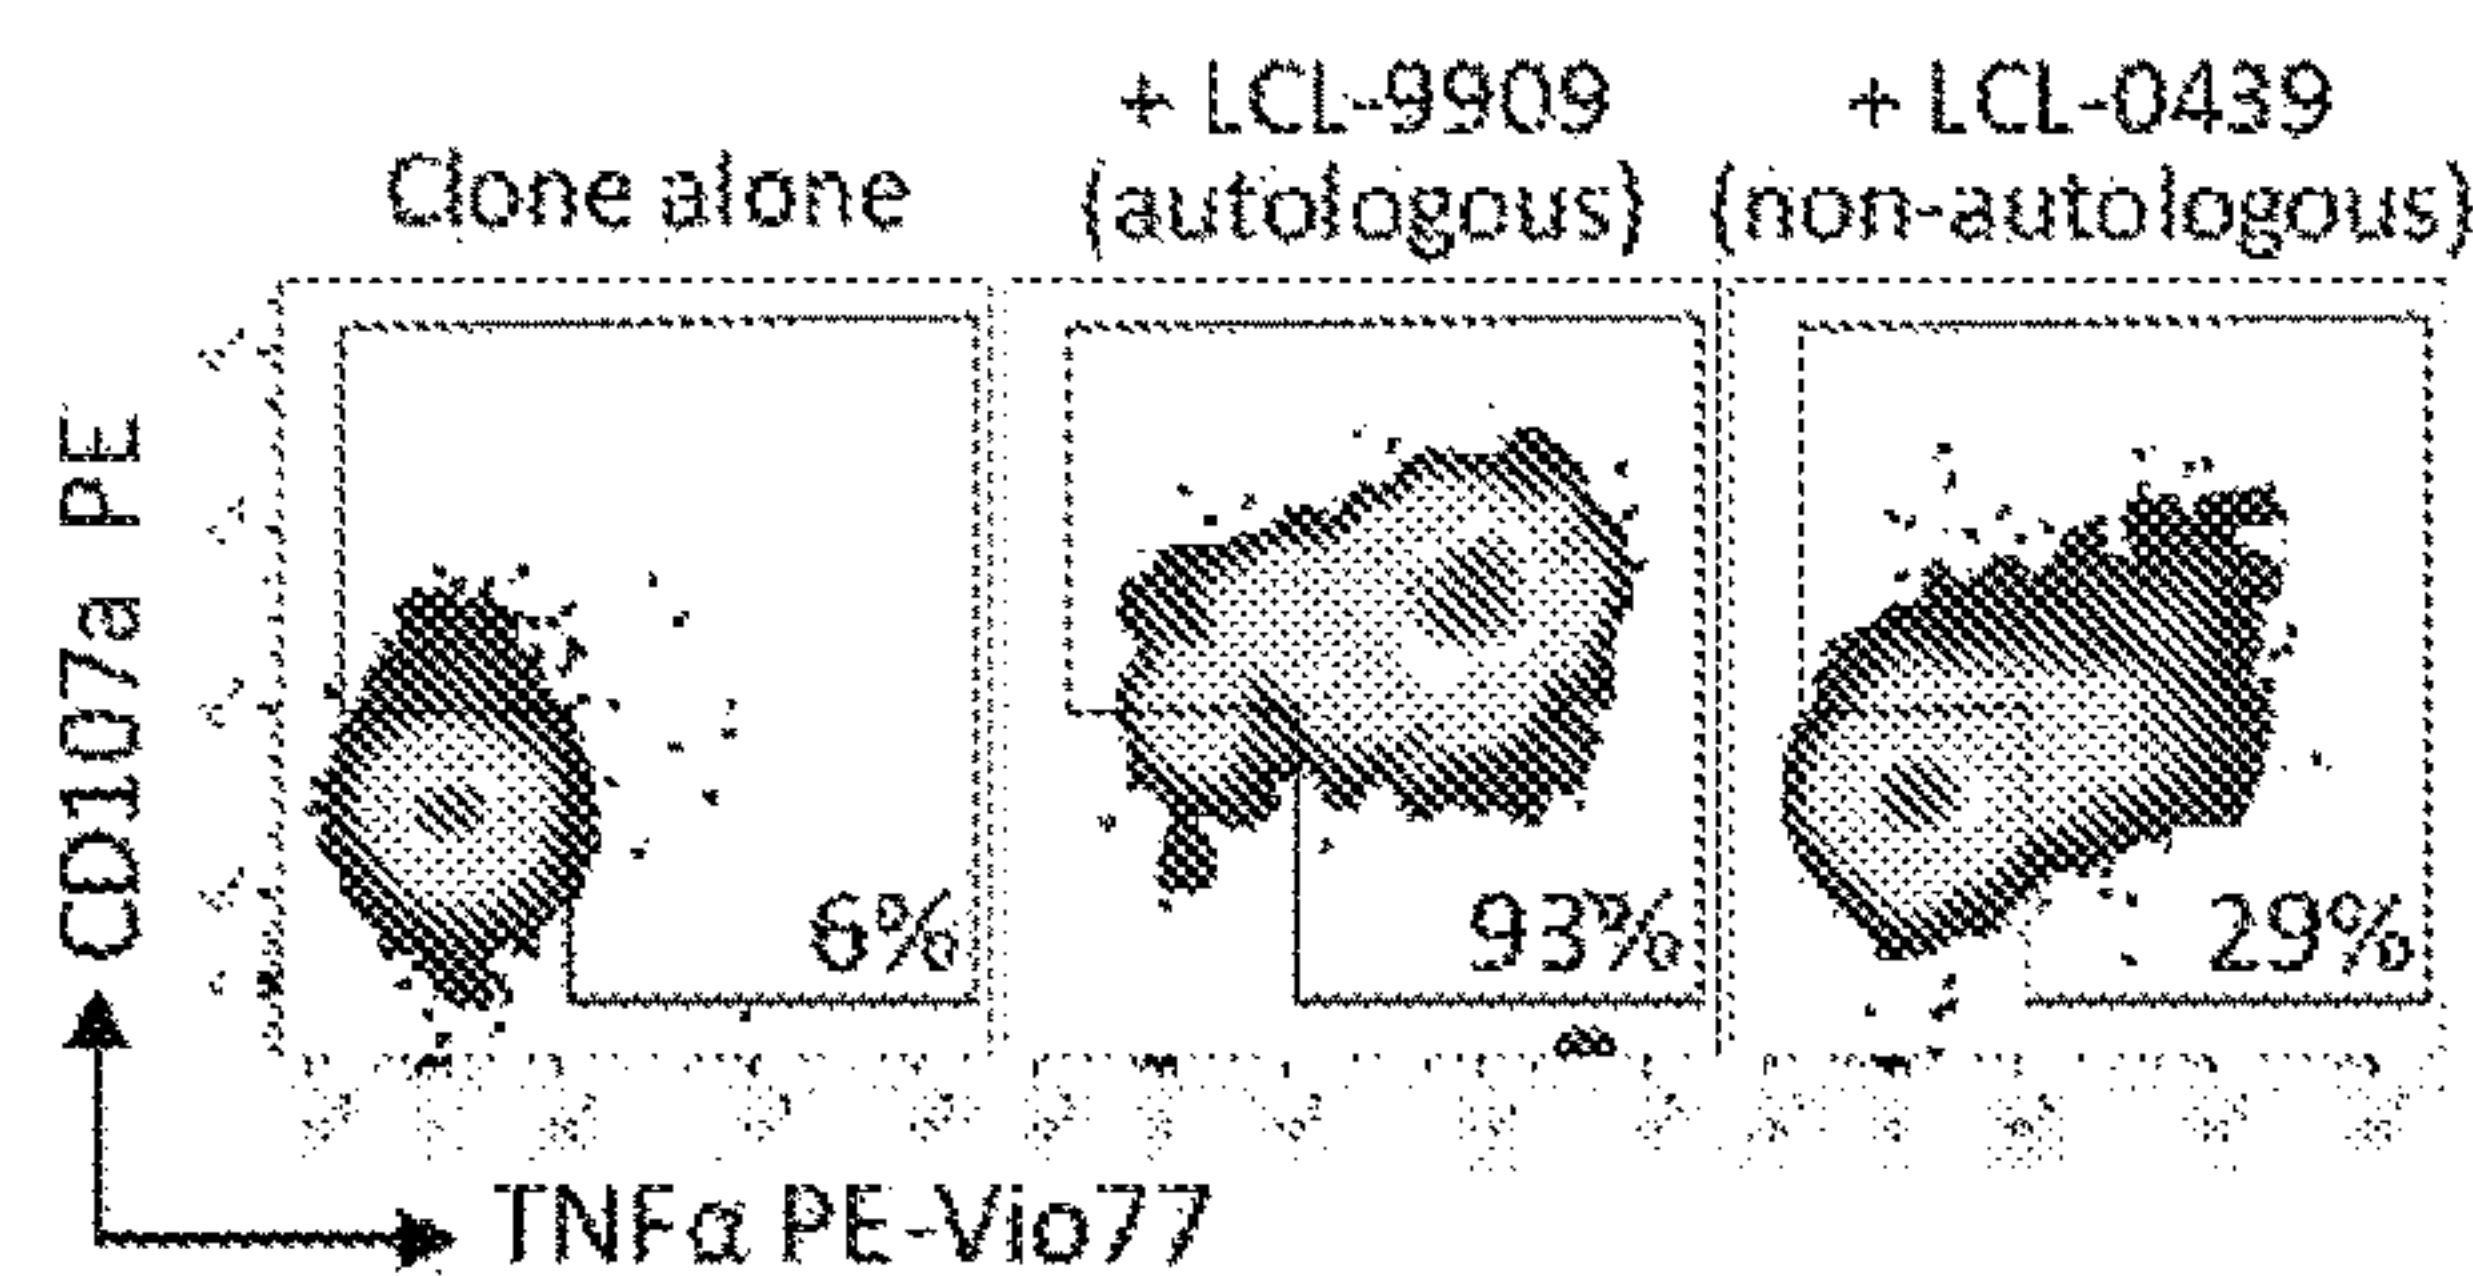 + LCL-9909
+ LCL-0439
Clone alone
(autologous)
(non-autologous)
CD107a PE
6%
93%
29%
TNFα PE-Vio77